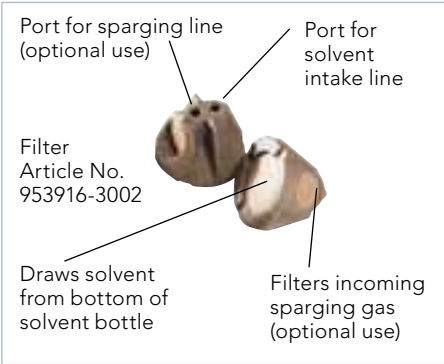 Port for sparging line
(optional use)
Port for
solvent
intake line
Filter
Article No.
953916-3002
Draws solvent
from bottom of
solvent bottle
Filters incoming
sparging gas
(optional use)